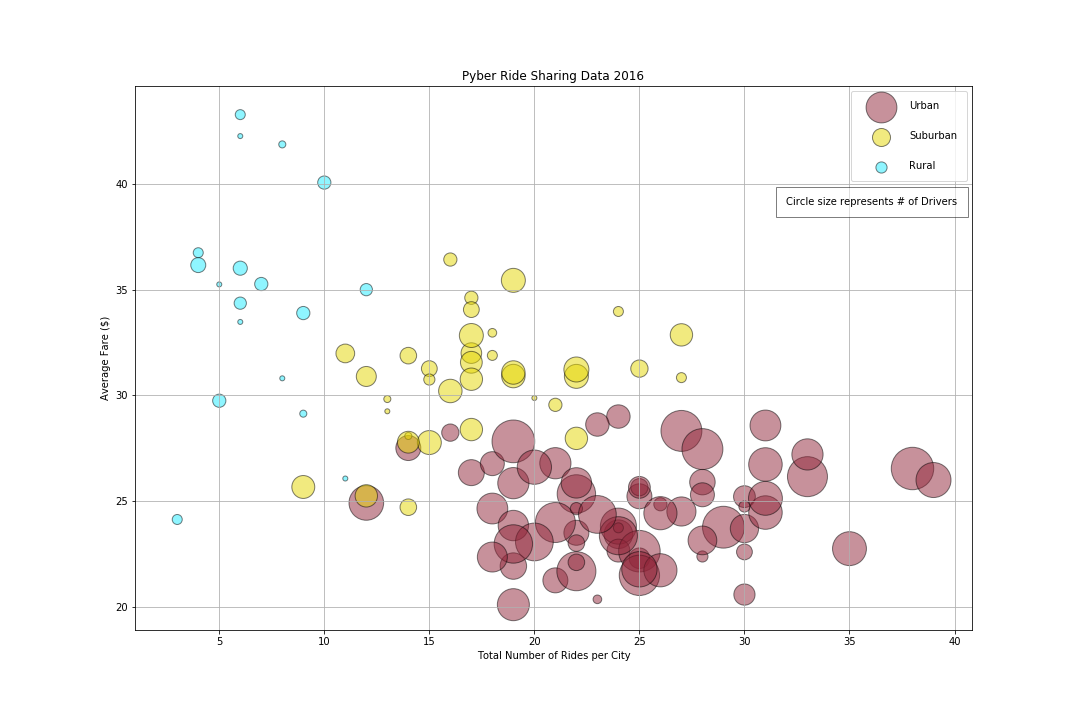 Pyber Ride Sharing Data 2016
Urban
Suburban
Rural
Circle size represents # of Drivers
Average Fare ($)
40
35
30
25
20
5 10 15 20 25 30 35 40
Total Number of Rides per City